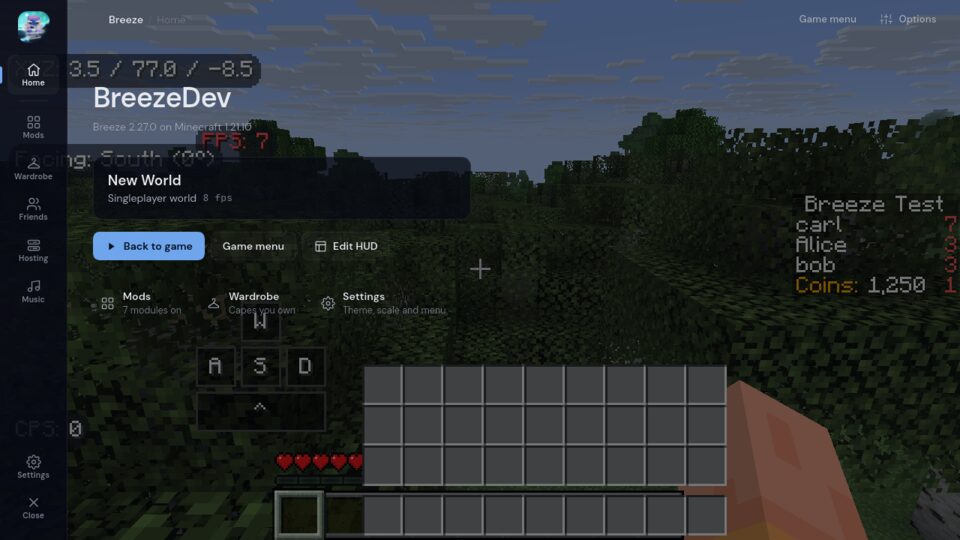 Breeze / Home
Game menu
Options
Home
3.5 / 77.0 / -8.5
BreezeDev
Breeze 2.27.0 on Minecraft 1.21.10
FPS: 7
Mods
Facing: South (0°)
Wardrobe
New World
Singleplayer world 8 fps
Friends
Breeze Test
carl 7
Alice 3
bob 3
Coins: 1,250 1
Hosting
Back to game
Game menu
Edit HUD
Music
Mods
7 modules on
Wardrobe
Capes you own
Settings
Theme, scale and menu
W
A S D
^
CPS: 0
Settings
Close